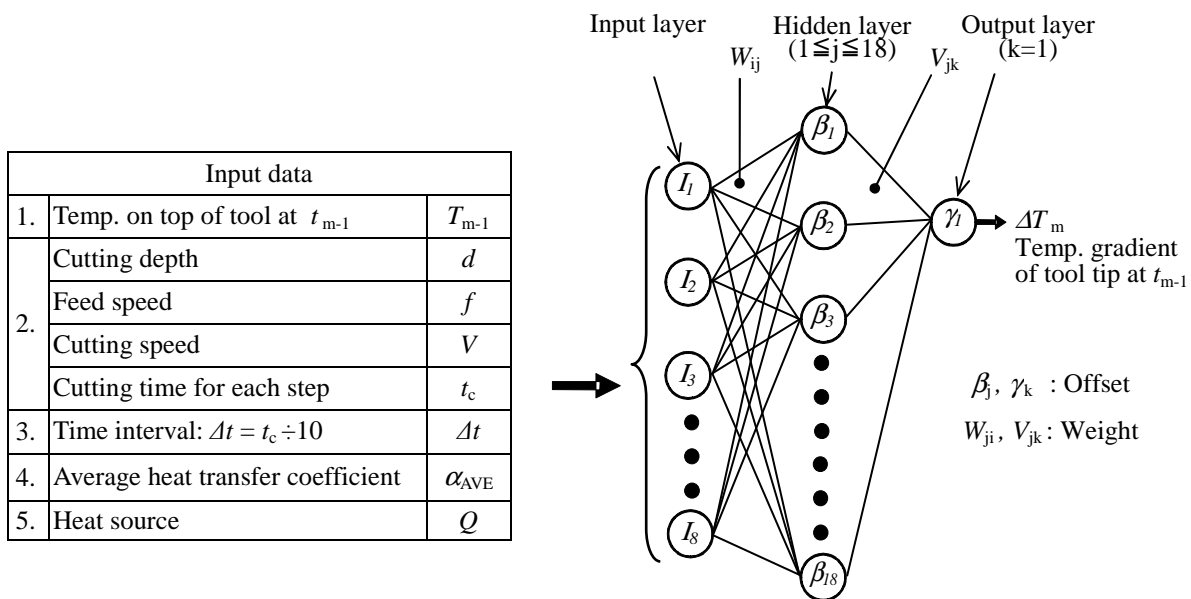 Input layer
Hidden layer
(1≦j≦18)
Output layer
(k=1)
W_ij
V_jk
Input data
1. Temp. on top of tool at t_m-1 T_m-1
2. Cutting depth d
Feed speed f
Cutting speed V
Cutting time for each step t_c
3. Time interval: Δt = t_c÷10 Δt
4. Average heat transfer coefficient α_AVE
5. Heat source Q
I_1
I_2
I_3
I_8
β_1
β_2
β_3
β_18
γ_1
ΔT_m
Temp. gradient
of tool tip at t_m-1
β_j, γ_k : Offset
W_ji, V_jk : Weight